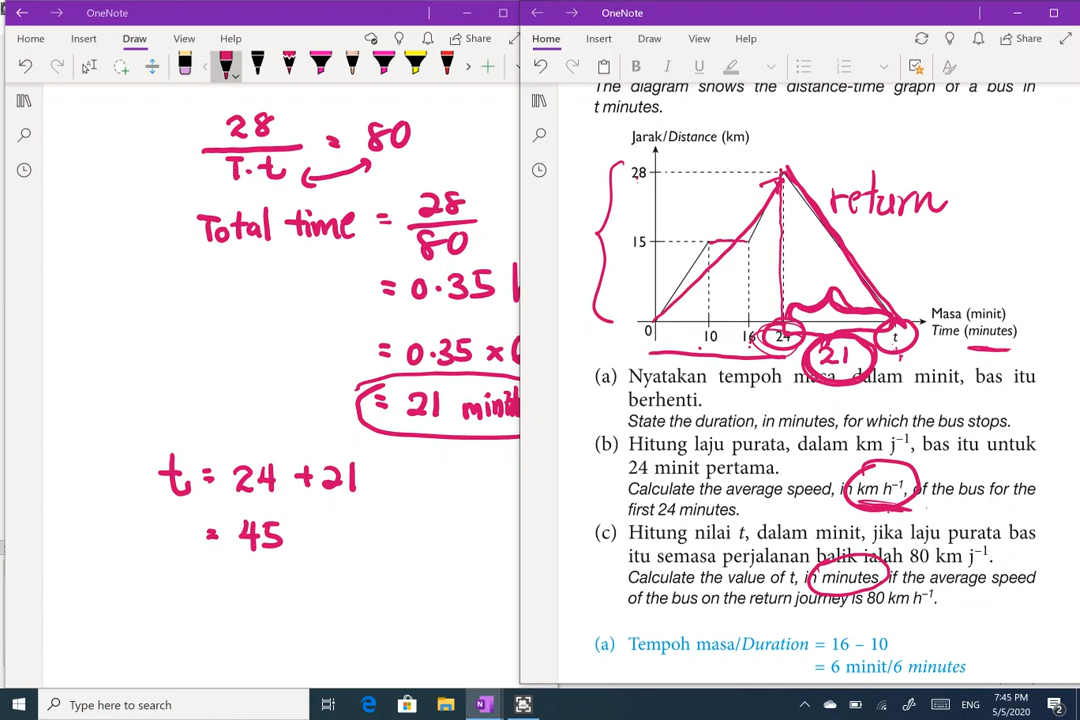 OneNote
Home Insert Draw View Help Share
28
T.t = 80
Total time = 28
80
= 0.35 h
= 0.35 × 6
= 21 minit
t = 24 + 21
= 45
OneNote
Home Insert Draw View Help Share
The diagram shows the distance-time graph of a bus in
t minutes.
Jarak/Distance (km)
28
return
15
Masa (minit)
Time (minutes)
0 10 16 24 t
21
(a) Nyatakan tempoh masa, dalam minit, bas itu
berhenti.
State the duration, in minutes, for which the bus stops.
(b) Hitung laju purata, dalam km j⁻¹, bas itu untuk
24 minit pertama.
Calculate the average speed, in km h⁻¹, of the bus for the
first 24 minutes.
(c) Hitung nilai t, dalam minit, jika laju purata bas
itu semasa perjalanan balik ialah 80 km j⁻¹.
Calculate the value of t, in minutes, if the average speed
of the bus on the return journey is 80 km h⁻¹.
(a) Tempoh masa/Duration = 16 – 10
= 6 minit/6 minutes
Type here to search
ENG
7:45 PM
5/5/2020
2